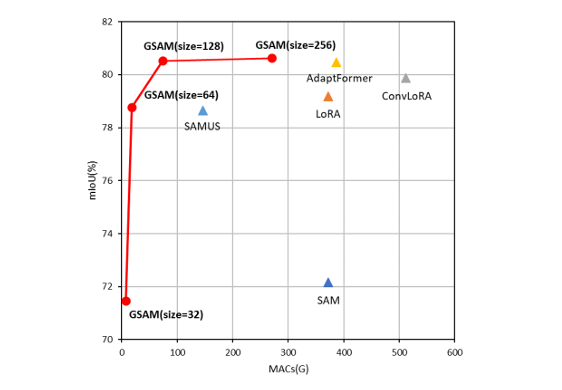 82
GSAM(size=128)
GSAM(size=256)
80
AdaptFormer
ConvLoRA
GSAM(size=64)
LoRA
78
SAMUS
mIoU(%)
76
74
72
SAM
GSAM(size=32)
70
0
100
200
300
400
500
600
MACs(G)